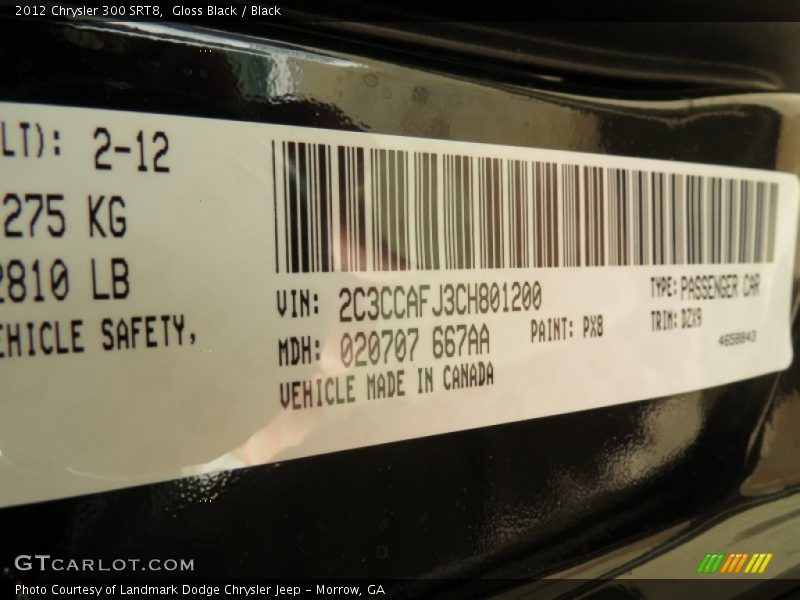 2012 Chrysler 300 SRT8, Gloss Black / Black
LT): 2-12
275 KG
2810 LB
EHICLE SAFETY,
VIN: 2C3CCAFJ3CH801200
TYPE: PASSENGER CAR
MDH: 020707 667AA
PAINT: PX8
TRIM: DZX9
4658843
VEHICLE MADE IN CANADA
GTCARLOT.COM
Photo Courtesy of Landmark Dodge Chrysler Jeep – Morrow, GA